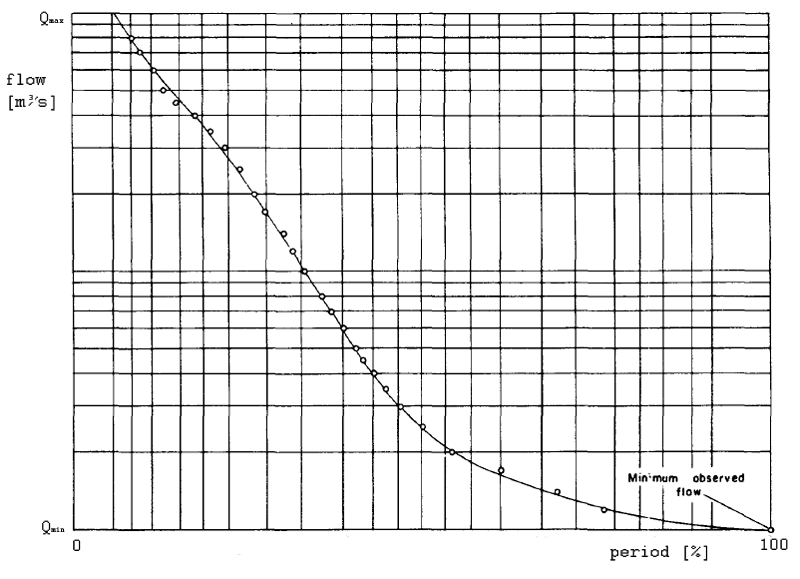 Qmax
flow
[m³/s]
Minimum observed
flow
Qmin
0
100
period [%]